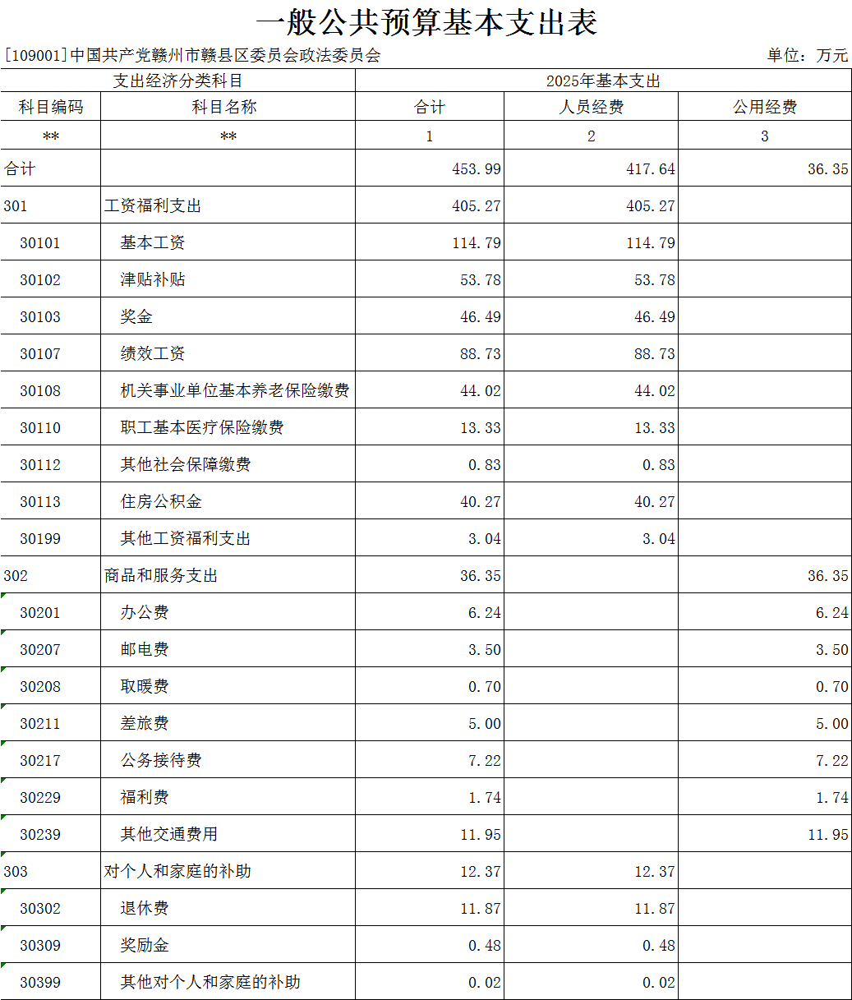 一般公共预算基本支出表
[109001]中国共产党赣州市赣县区委员会政法委员会 单位：万元
支出经济分类科目 2025年基本支出
科目编码 科目名称 合计 人员经费 公用经费
** ** 1 2 3
合计 453.99 417.64 36.35
301 工资福利支出 405.27 405.27
30101 基本工资 114.79 114.79
30102 津贴补贴 53.78 53.78
30103 奖金 46.49 46.49
30107 绩效工资 88.73 88.73
30108 机关事业单位基本养老保险缴费 44.02 44.02
30110 职工基本医疗保险缴费 13.33 13.33
30112 其他社会保障缴费 0.83 0.83
30113 住房公积金 40.27 40.27
30199 其他工资福利支出 3.04 3.04
302 商品和服务支出 36.35 36.35
30201 办公费 6.24 6.24
30207 邮电费 3.50 3.50
30208 取暖费 0.70 0.70
30211 差旅费 5.00 5.00
30217 公务接待费 7.22 7.22
30229 福利费 1.74 1.74
30239 其他交通费用 11.95 11.95
303 对个人和家庭的补助 12.37 12.37
30302 退休费 11.87 11.87
30309 奖励金 0.48 0.48
30399 其他对个人和家庭的补助 0.02 0.02